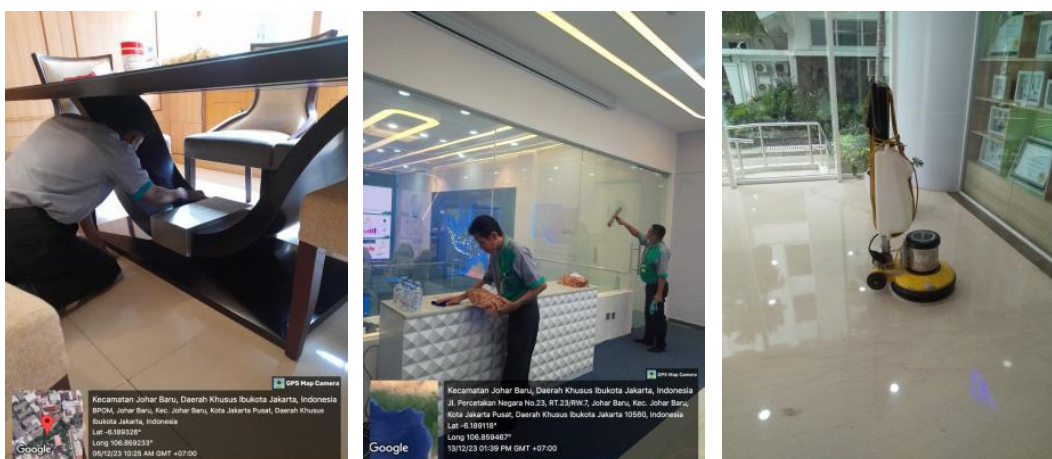 GPS Map Camera
Kecamatan Johar Baru, Daerah Khusus Ibukota Jakarta, Indonesia
BPOM, Johar Baru, Kec. Johar Baru, Kota Jakarta Pusat, Daerah Khusus
Ibukota Jakarta, Indonesia
Lat -6.189326°
Long 106.859233°
06/12/23 10:25 AM GMT +07:00
Google
GPS Map Camera
Kecamatan Johar Baru, Daerah Khusus Ibukota Jakarta, Indonesia
Jl. Percetakan Negara No.23, RT.23/RW.7, Johar Baru, Kec. Johar Baru,
Kota Jakarta Pusat, Daerah Khusus Ibukota Jakarta 10560, Indonesia
Lat -6.189118°
Long 106.859467°
13/12/23 01:39 PM GMT +07:00
Google